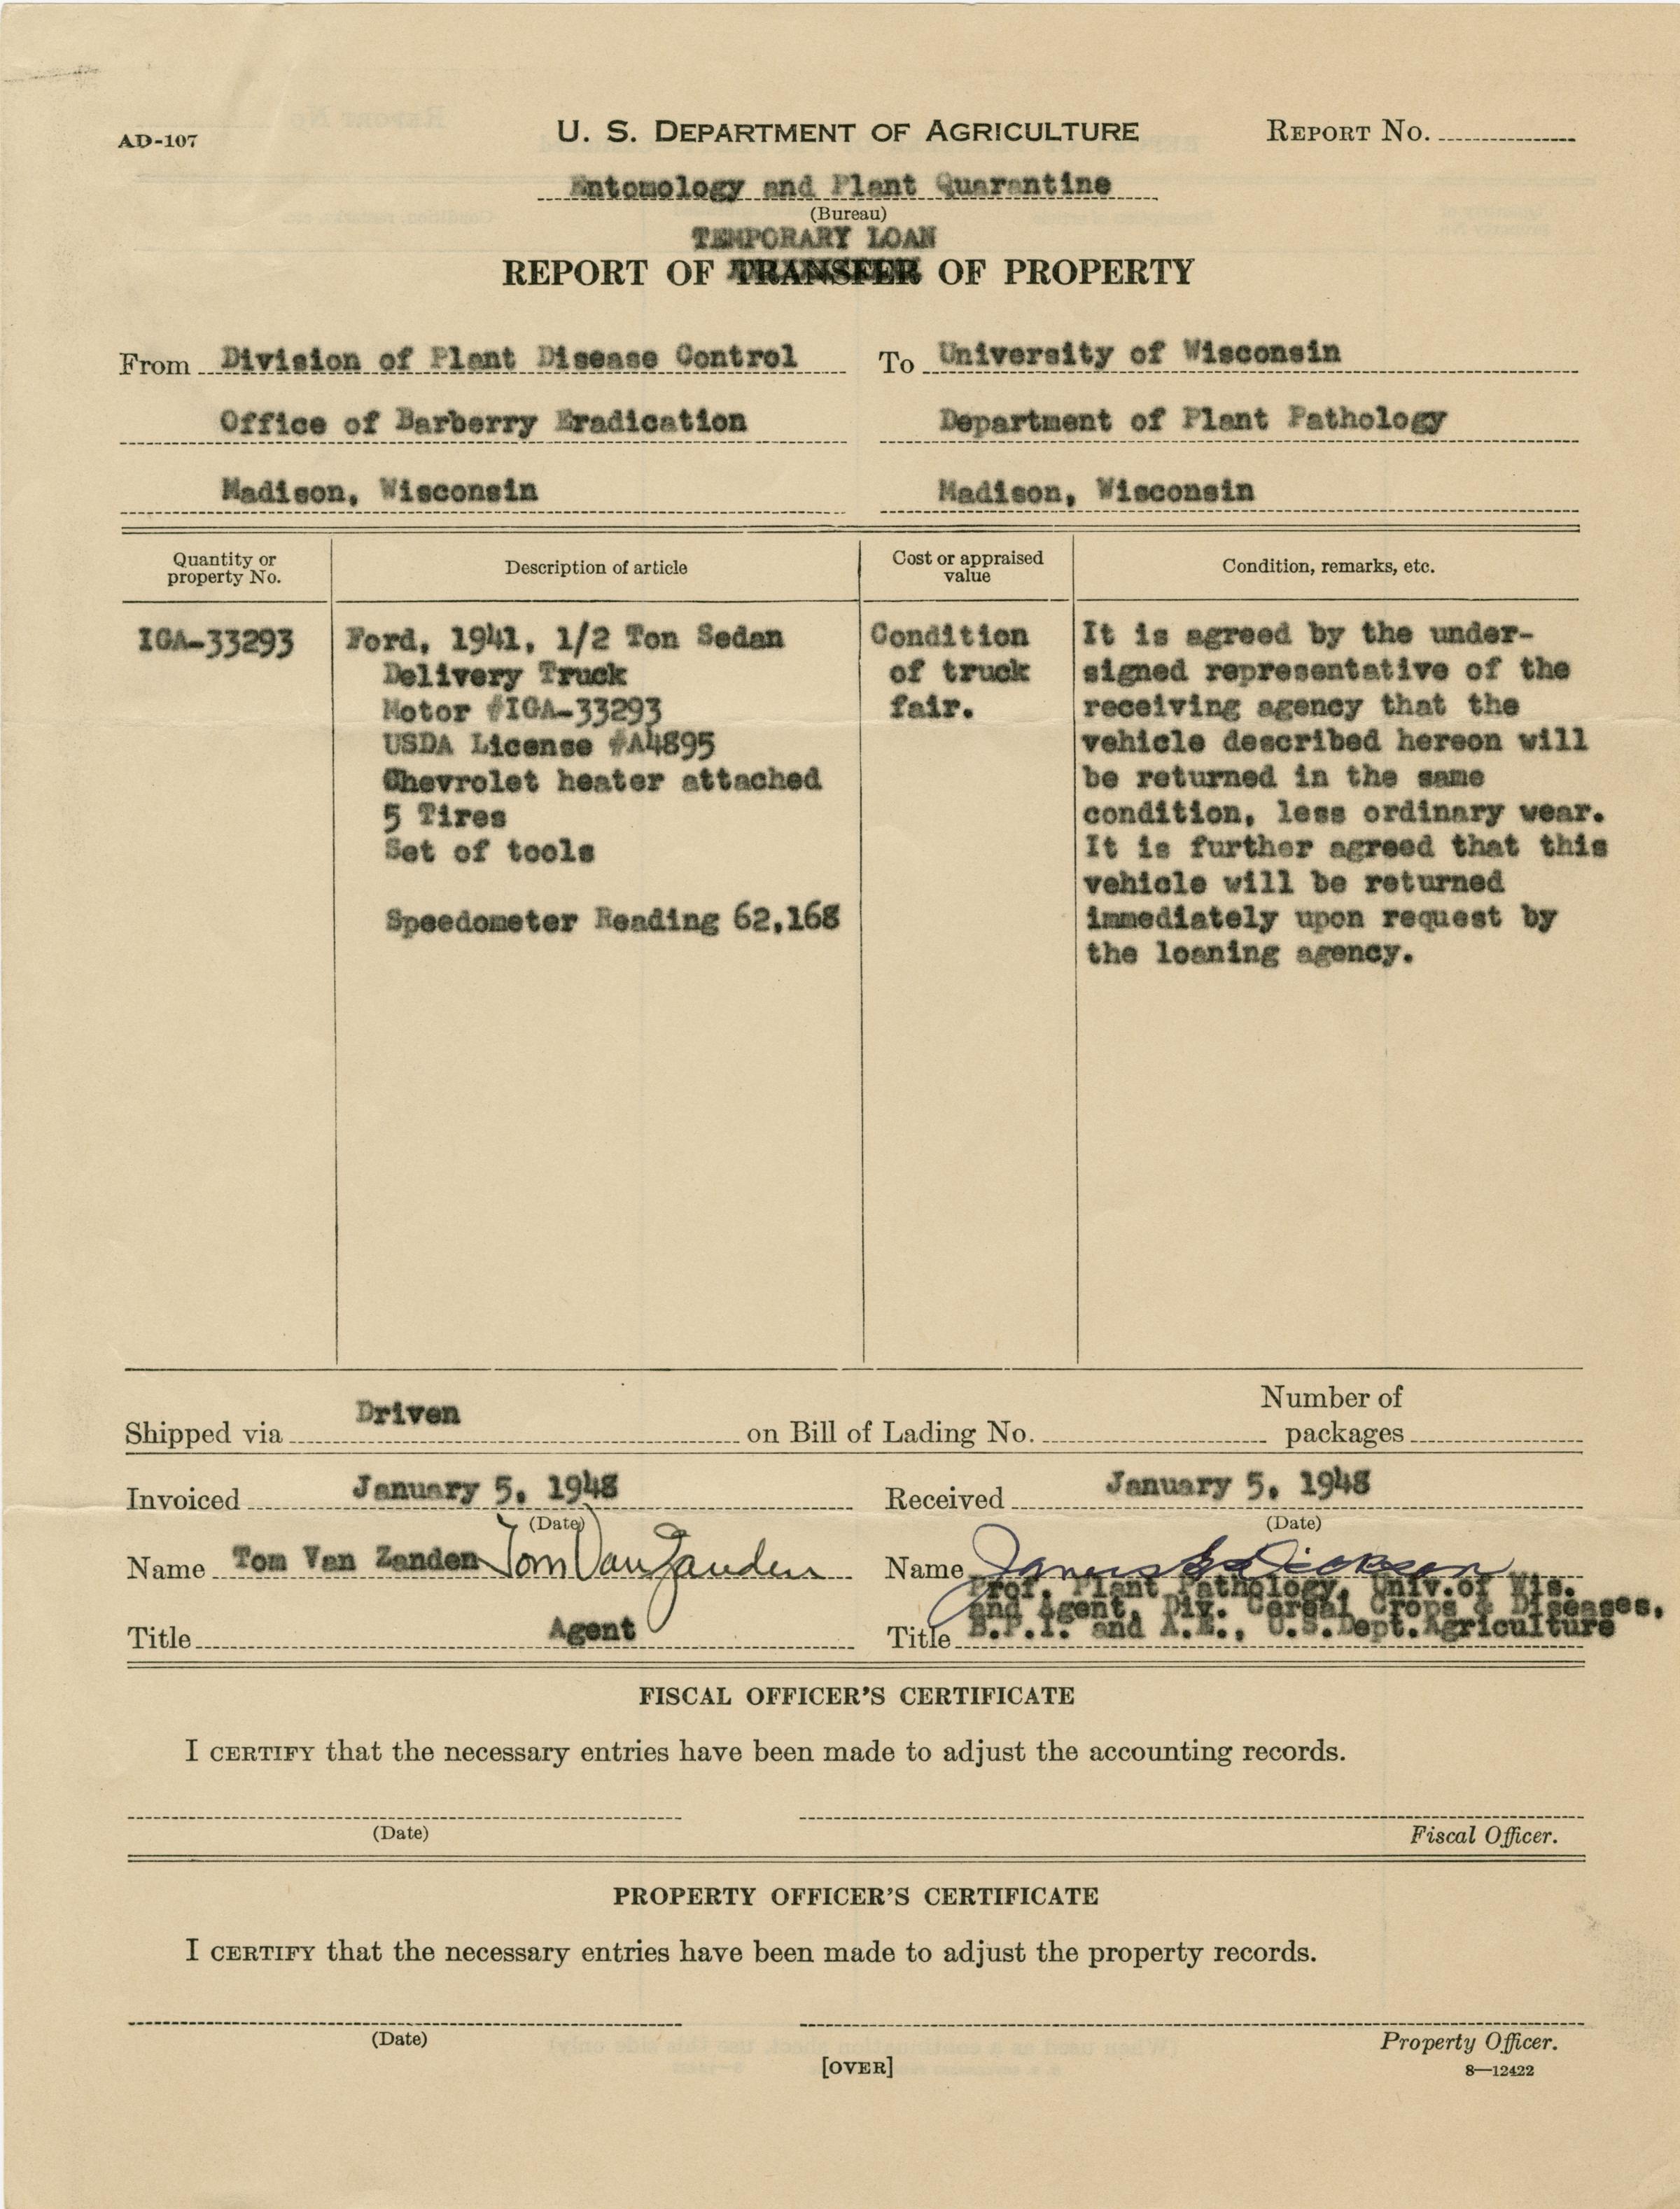 AD-107
U. S. DEPARTMENT OF AGRICULTURE
REPORT No.
Entomology and Plant Quarantine
(Bureau)
TEMPORARY LOAN
REPORT OF TRANSFER OF PROPERTY
From Division of Plant Disease Control
Office of Barberry Eradication
Madison, Wisconsin
To University of Wisconsin
Department of Plant Pathology
Madison, Wisconsin
Quantity or
property No.
Description of article
Cost or appraised
value
Condition, remarks, etc.
IGA-33293
Ford, 1941, 1/2 Ton Sedan
Delivery Truck
Motor #IGA-33293
USDA License #A4895
Chevrolet heater attached
5 Tires
Set of tools
Speedometer Reading 62,168
Condition
of truck
fair.
It is agreed by the under-
signed representative of the
receiving agency that the
vehicle described hereon will
be returned in the same
condition, less ordinary wear.
It is further agreed that this
vehicle will be returned
immediately upon request by
the loaning agency.
Shipped via Driven on Bill of Lading No. Number of
packages
Invoiced January 5, 1948
(Date)
Received January 5, 1948
(Date)
Name Tom Van Zanden Tom Van Zanden
Title Agent
Name James G Dickson
Prof. Plant Pathology, Univ.of Wis.
and Agent, Div. Cereal Crops & Diseases,
Title B.P.I. and A.E., U.S.Dept.Agriculture
FISCAL OFFICER'S CERTIFICATE
I CERTIFY that the necessary entries have been made to adjust the accounting records.
(Date)
Fiscal Officer.
PROPERTY OFFICER'S CERTIFICATE
I CERTIFY that the necessary entries have been made to adjust the property records.
(Date)
Property Officer.
[OVER]
8—12422